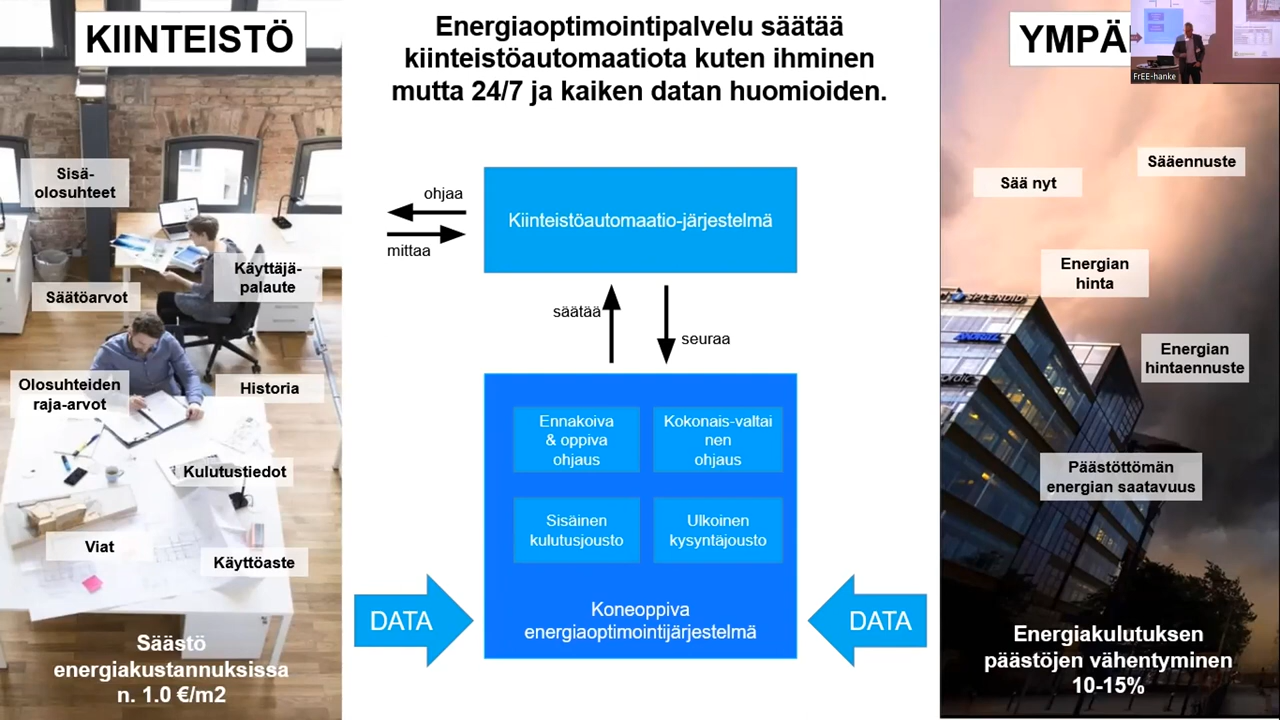 KIINTEISTÖ
Sisä-
olosuhteet
Käyttäjä-
palaute
Säätöarvot
Olosuhteiden
raja-arvot
Historia
Kulutustiedot
Viat
Käyttöaste
Säästö
energiakustannuksissa
n. 1.0 €/m2
Energiaoptimointipalvelu säätää
kiinteistöautomaatiota kuten ihminen
mutta 24/7 ja kaiken datan huomioiden.
ohjaa
mittaa
Kiinteistöautomaatio-järjestelmä
säätää
seuraa
Ennakoiva
& oppiva
ohjaus
Kokonais-valtai
nen
ohjaus
Sisäinen
kulutusjousto
Ulkoinen
kysyntäjousto
Koneoppiva
energiaoptimointijärjestelmä
DATA
DATA
YMPÄ
FrEE-hanke
Sääennuste
Sää nyt
Energian
hinta
SPLENDID
Energian
hintaennuste
Päästöttömän
energian saatavuus
Energiakulutuksen
päästöjen vähentyminen
10-15%